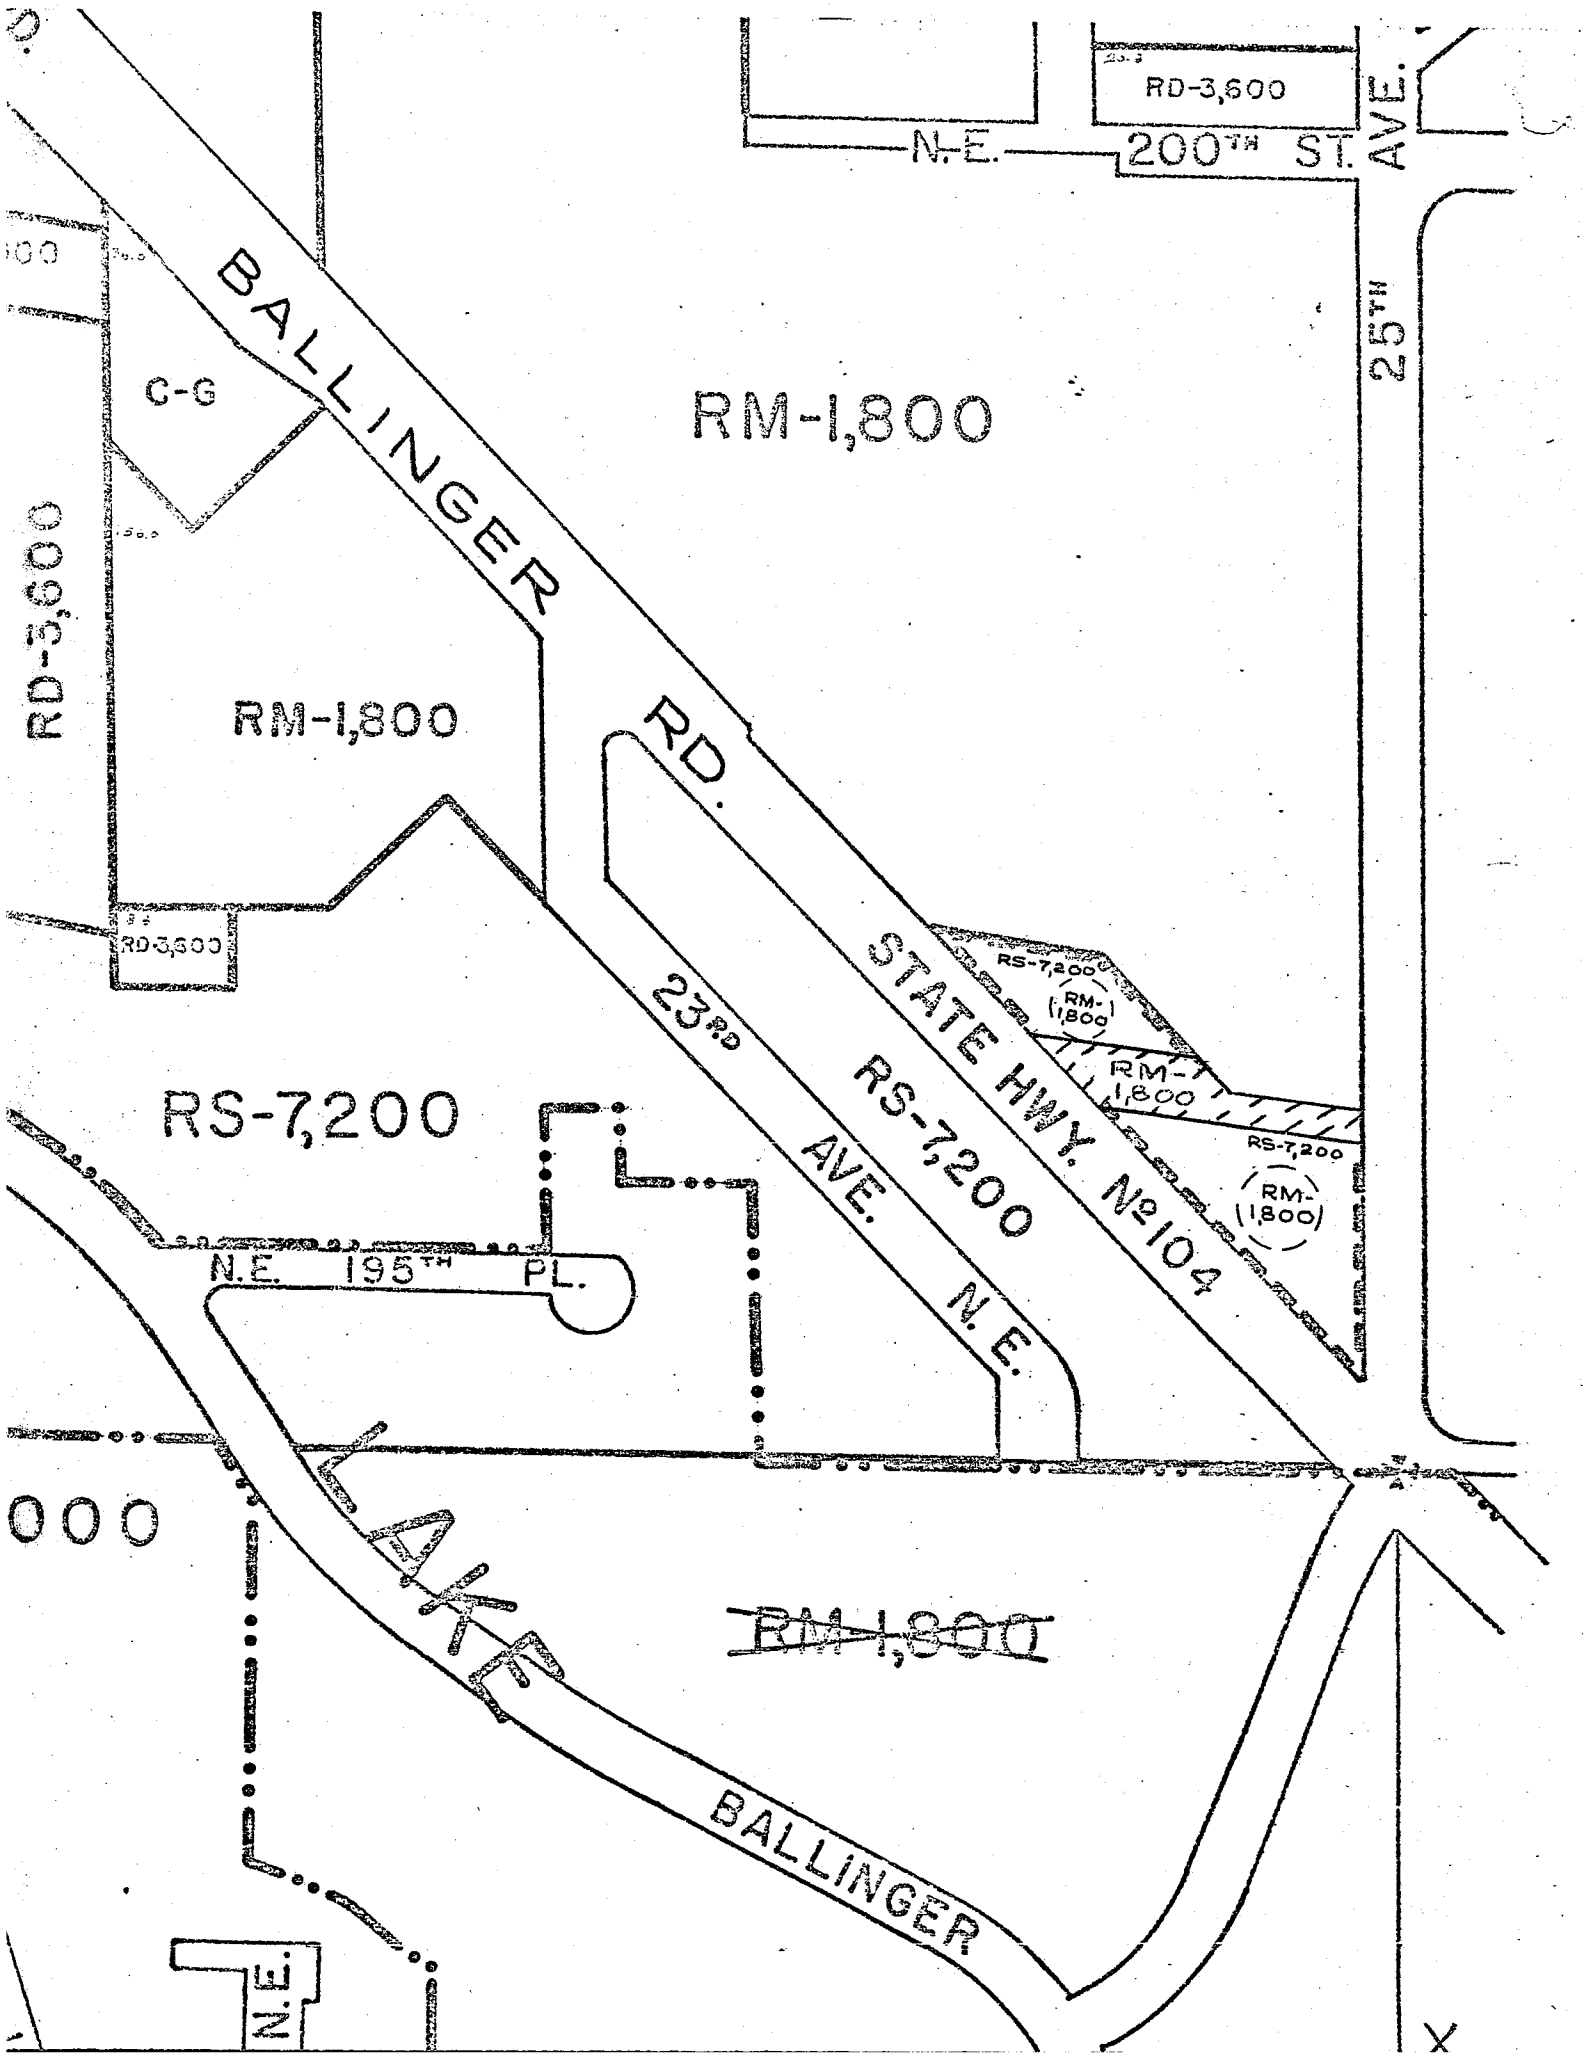 RD-3,600
AVE.
N.E. 200TH ST.
00
BALLINGER
25TH
C-G
RM-1,800
RD-3,600
RM-1,800
RD.
RD-3,600
STATE HWY. Nº 104
RS-7,200
RM-
1,800
23RD
RM-
1,800
RS-7,200
RS-7,200
RS-7,200
AVE.
RM-
1,800
N.E. 195TH PL.
N.E.
LAKE
000
RM-1,800
BALLINGER
N.E.
X